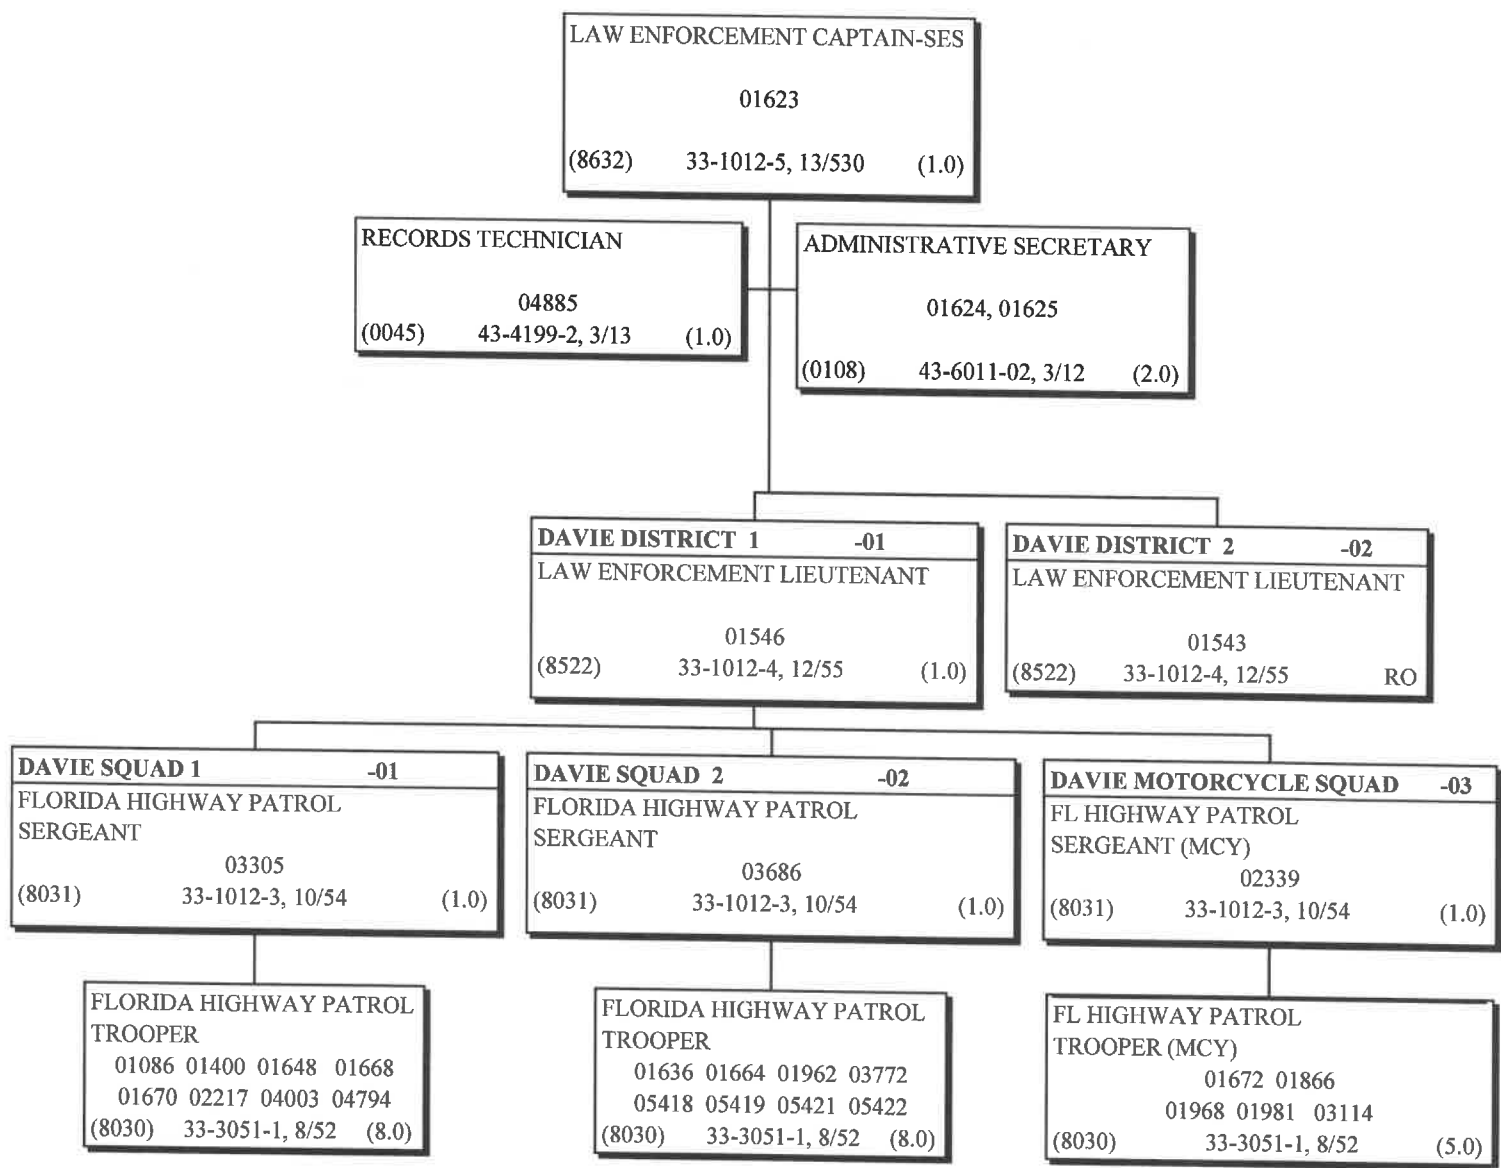 LAW ENFORCEMENT CAPTAIN-SES
01623
(8632) 33-1012-5, 13/530 (1.0)
RECORDS TECHNICIAN
04885
(0045) 43-4199-2, 3/13 (1.0)
ADMINISTRATIVE SECRETARY
01624, 01625
(0108) 43-6011-02, 3/12 (2.0)
DAVIE DISTRICT 1 -01
LAW ENFORCEMENT LIEUTENANT
01546
(8522) 33-1012-4, 12/55 (1.0)
DAVIE DISTRICT 2 -02
LAW ENFORCEMENT LIEUTENANT
01543
(8522) 33-1012-4, 12/55 RO
DAVIE SQUAD 1 -01
FLORIDA HIGHWAY PATROL
SERGEANT
03305
(8031) 33-1012-3, 10/54 (1.0)
DAVIE SQUAD 2 -02
FLORIDA HIGHWAY PATROL
SERGEANT
03686
(8031) 33-1012-3, 10/54 (1.0)
DAVIE MOTORCYCLE SQUAD -03
FL HIGHWAY PATROL
SERGEANT (MCY)
02339
(8031) 33-1012-3, 10/54 (1.0)
FLORIDA HIGHWAY PATROL
TROOPER
01086 01400 01648 01668
01670 02217 04003 04794
(8030) 33-3051-1, 8/52 (8.0)
FLORIDA HIGHWAY PATROL
TROOPER
01636 01664 01962 03772
05418 05419 05421 05422
(8030) 33-3051-1, 8/52 (8.0)
FL HIGHWAY PATROL
TROOPER (MCY)
01672 01866
01968 01981 03114
(8030) 33-3051-1, 8/52 (5.0)